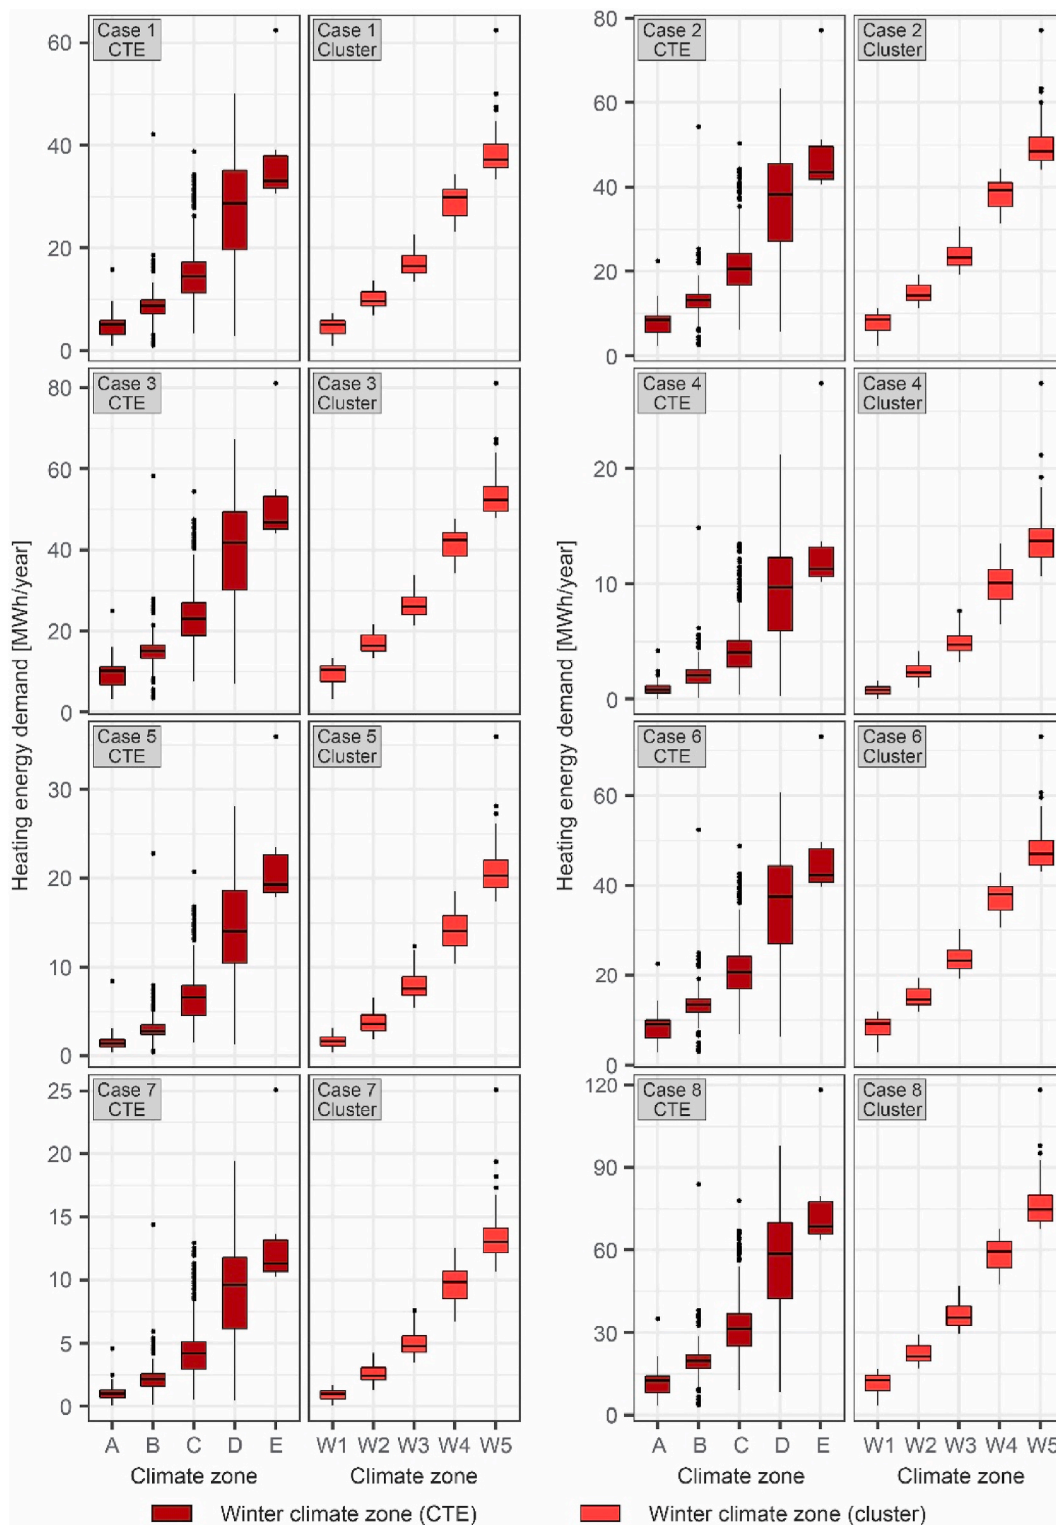 Case 1
CTE
Case 1
Cluster
60
40
20
0
Case 2
CTE
Case 2
Cluster
80
60
40
20
0
Case 3
CTE
Case 3
Cluster
80
60
40
20
0
Case 4
CTE
Case 4
Cluster
20
10
0
Heating energy demand [MWh/year]
Heating energy demand [MWh/year]
Case 5
CTE
Case 5
Cluster
30
20
10
0
Case 6
CTE
Case 6
Cluster
60
40
20
0
Case 7
CTE
Case 7
Cluster
25
20
15
10
5
0
Case 8
CTE
Case 8
Cluster
120
90
60
30
0
A B C D E W1 W2 W3 W4 W5
A B C D E W1 W2 W3 W4 W5
Climate zone Climate zone Climate zone Climate zone
Winter climate zone (CTE) Winter climate zone (cluster)